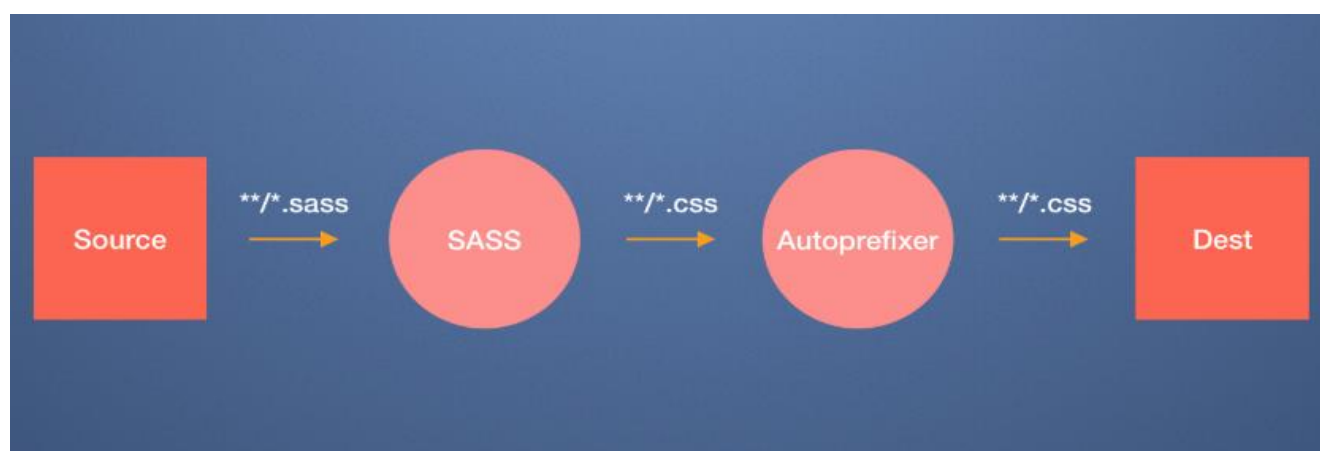 Source
**/*.sass
SASS
**/*.css
Autoprefixer
**/*.css
Dest